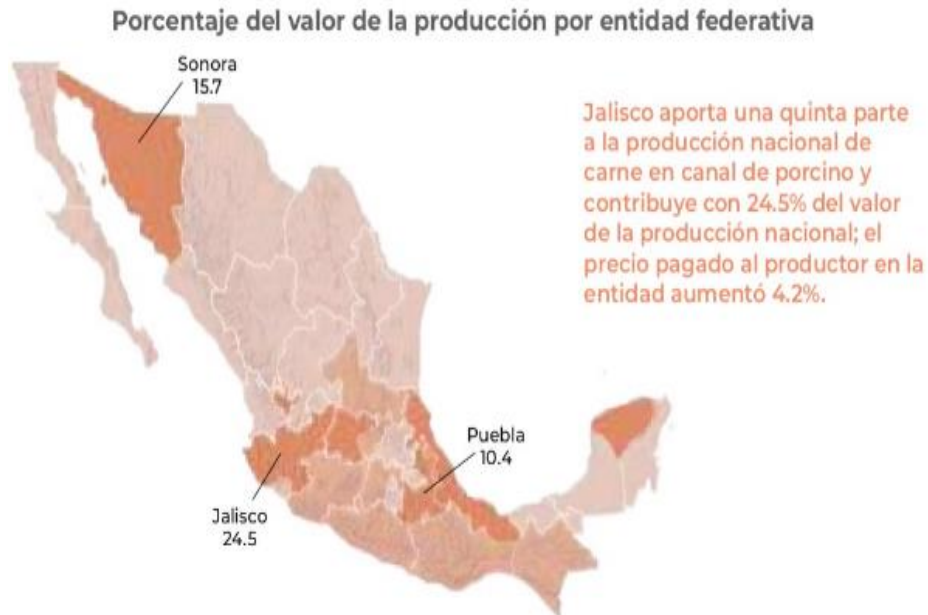 Porcentaje del valor de la producción por entidad federativa
Sonora
15.7
Jalisco aporta una quinta parte
a la producción nacional de
carne en canal de porcino y
contribuye con 24.5% del valor
de la producción nacional; el
precio pagado al productor en la
entidad aumentó 4.2%.
Puebla
10.4
Jalisco
24.5